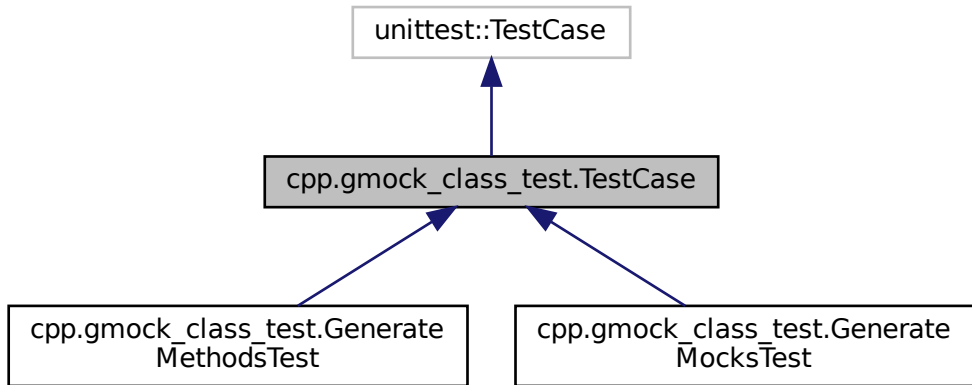 unittest::TestCase
cpp.gmock_class_test.TestCase
cpp.gmock_class_test.Generate
MethodsTest
cpp.gmock_class_test.Generate
MocksTest